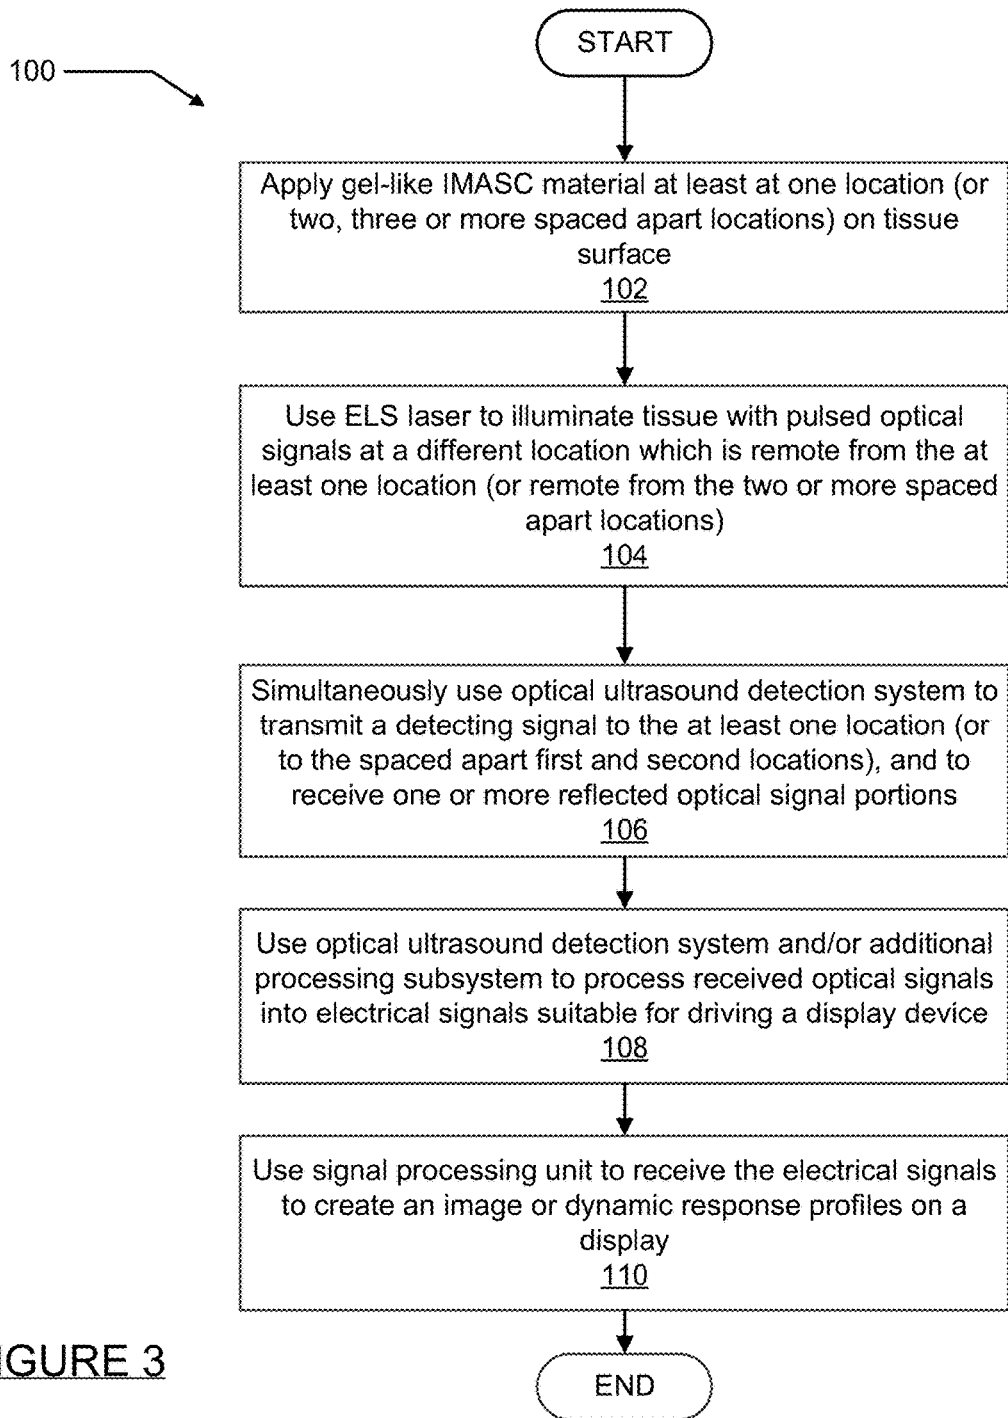 START
100
Apply gel-like IMASC material at least at one location (or
two, three or more spaced apart locations) on tissue
surface
102
Use ELS laser to illuminate tissue with pulsed optical
signals at a different location which is remote from the at
least one location (or remote from the two or more spaced
apart locations)
104
Simultaneously use optical ultrasound detection system to
transmit a detecting signal to the at least one location (or
to the spaced apart first and second locations), and to
receive one or more reflected optical signal portions
106
Use optical ultrasound detection system and/or additional
processing subsystem to process received optical signals
into electrical signals suitable for driving a display device
108
Use signal processing unit to receive the electrical signals
to create an image or dynamic response profiles on a
display
110
IGURE 3
END